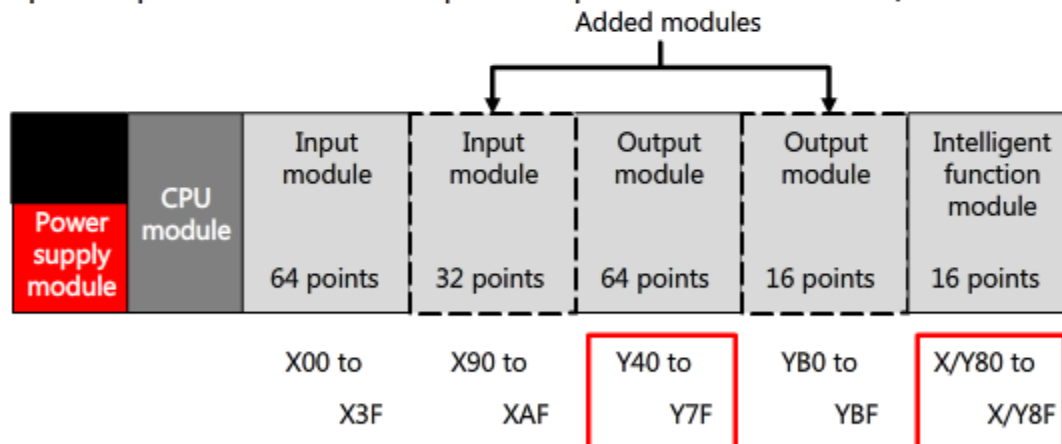 Added modules
Power
supply
module
CPU
module
Input
module
64 points
Input
module
32 points
Output
module
64 points
Output
module
16 points
Intelligent
function
module
16 points
X00 to
X3F
X90 to
XAF
Y40 to
Y7F
YB0 to
YBF
X/Y80 to
X/Y8F